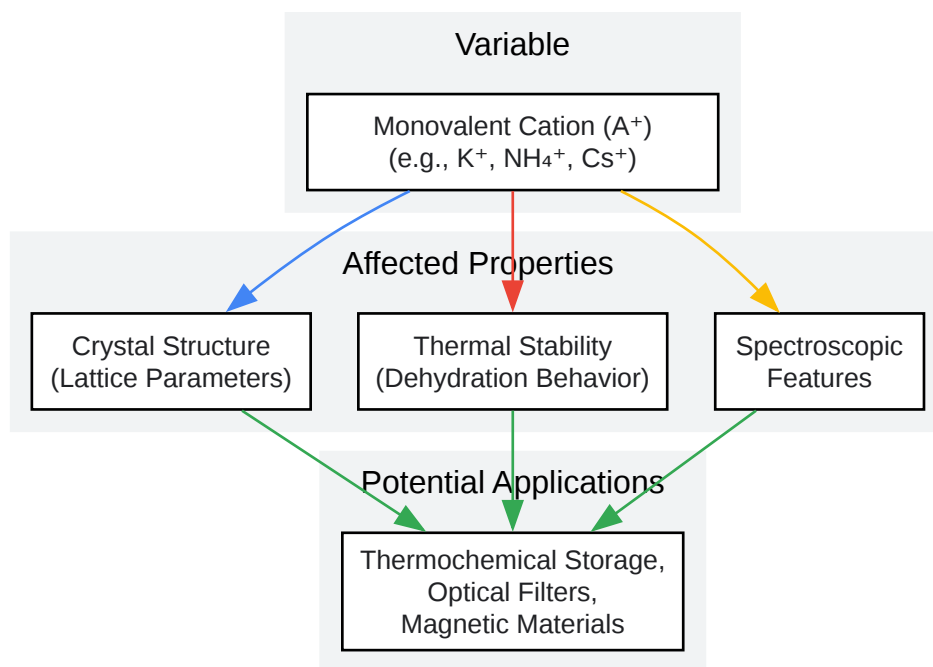 Variable
Monovalent Cation (A⁺)
(e.g., K⁺, NH₄⁺, Cs⁺)
Affected Properties
Crystal Structure
(Lattice Parameters)
Thermal Stability
(Dehydration Behavior)
Spectroscopic
Features
Potential Applications
Thermochemical Storage,
Optical Filters,
Magnetic Materials